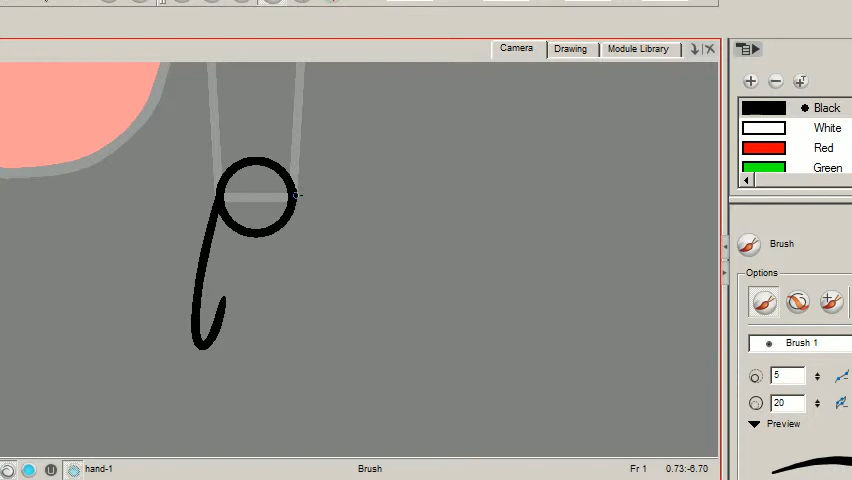 Camera
Drawing
Module Library
Black
White
Red
Green
Brush
Options
Brush 1
5
20
Preview
U
hand-1
Brush
Fr 1
0.73:-6.70